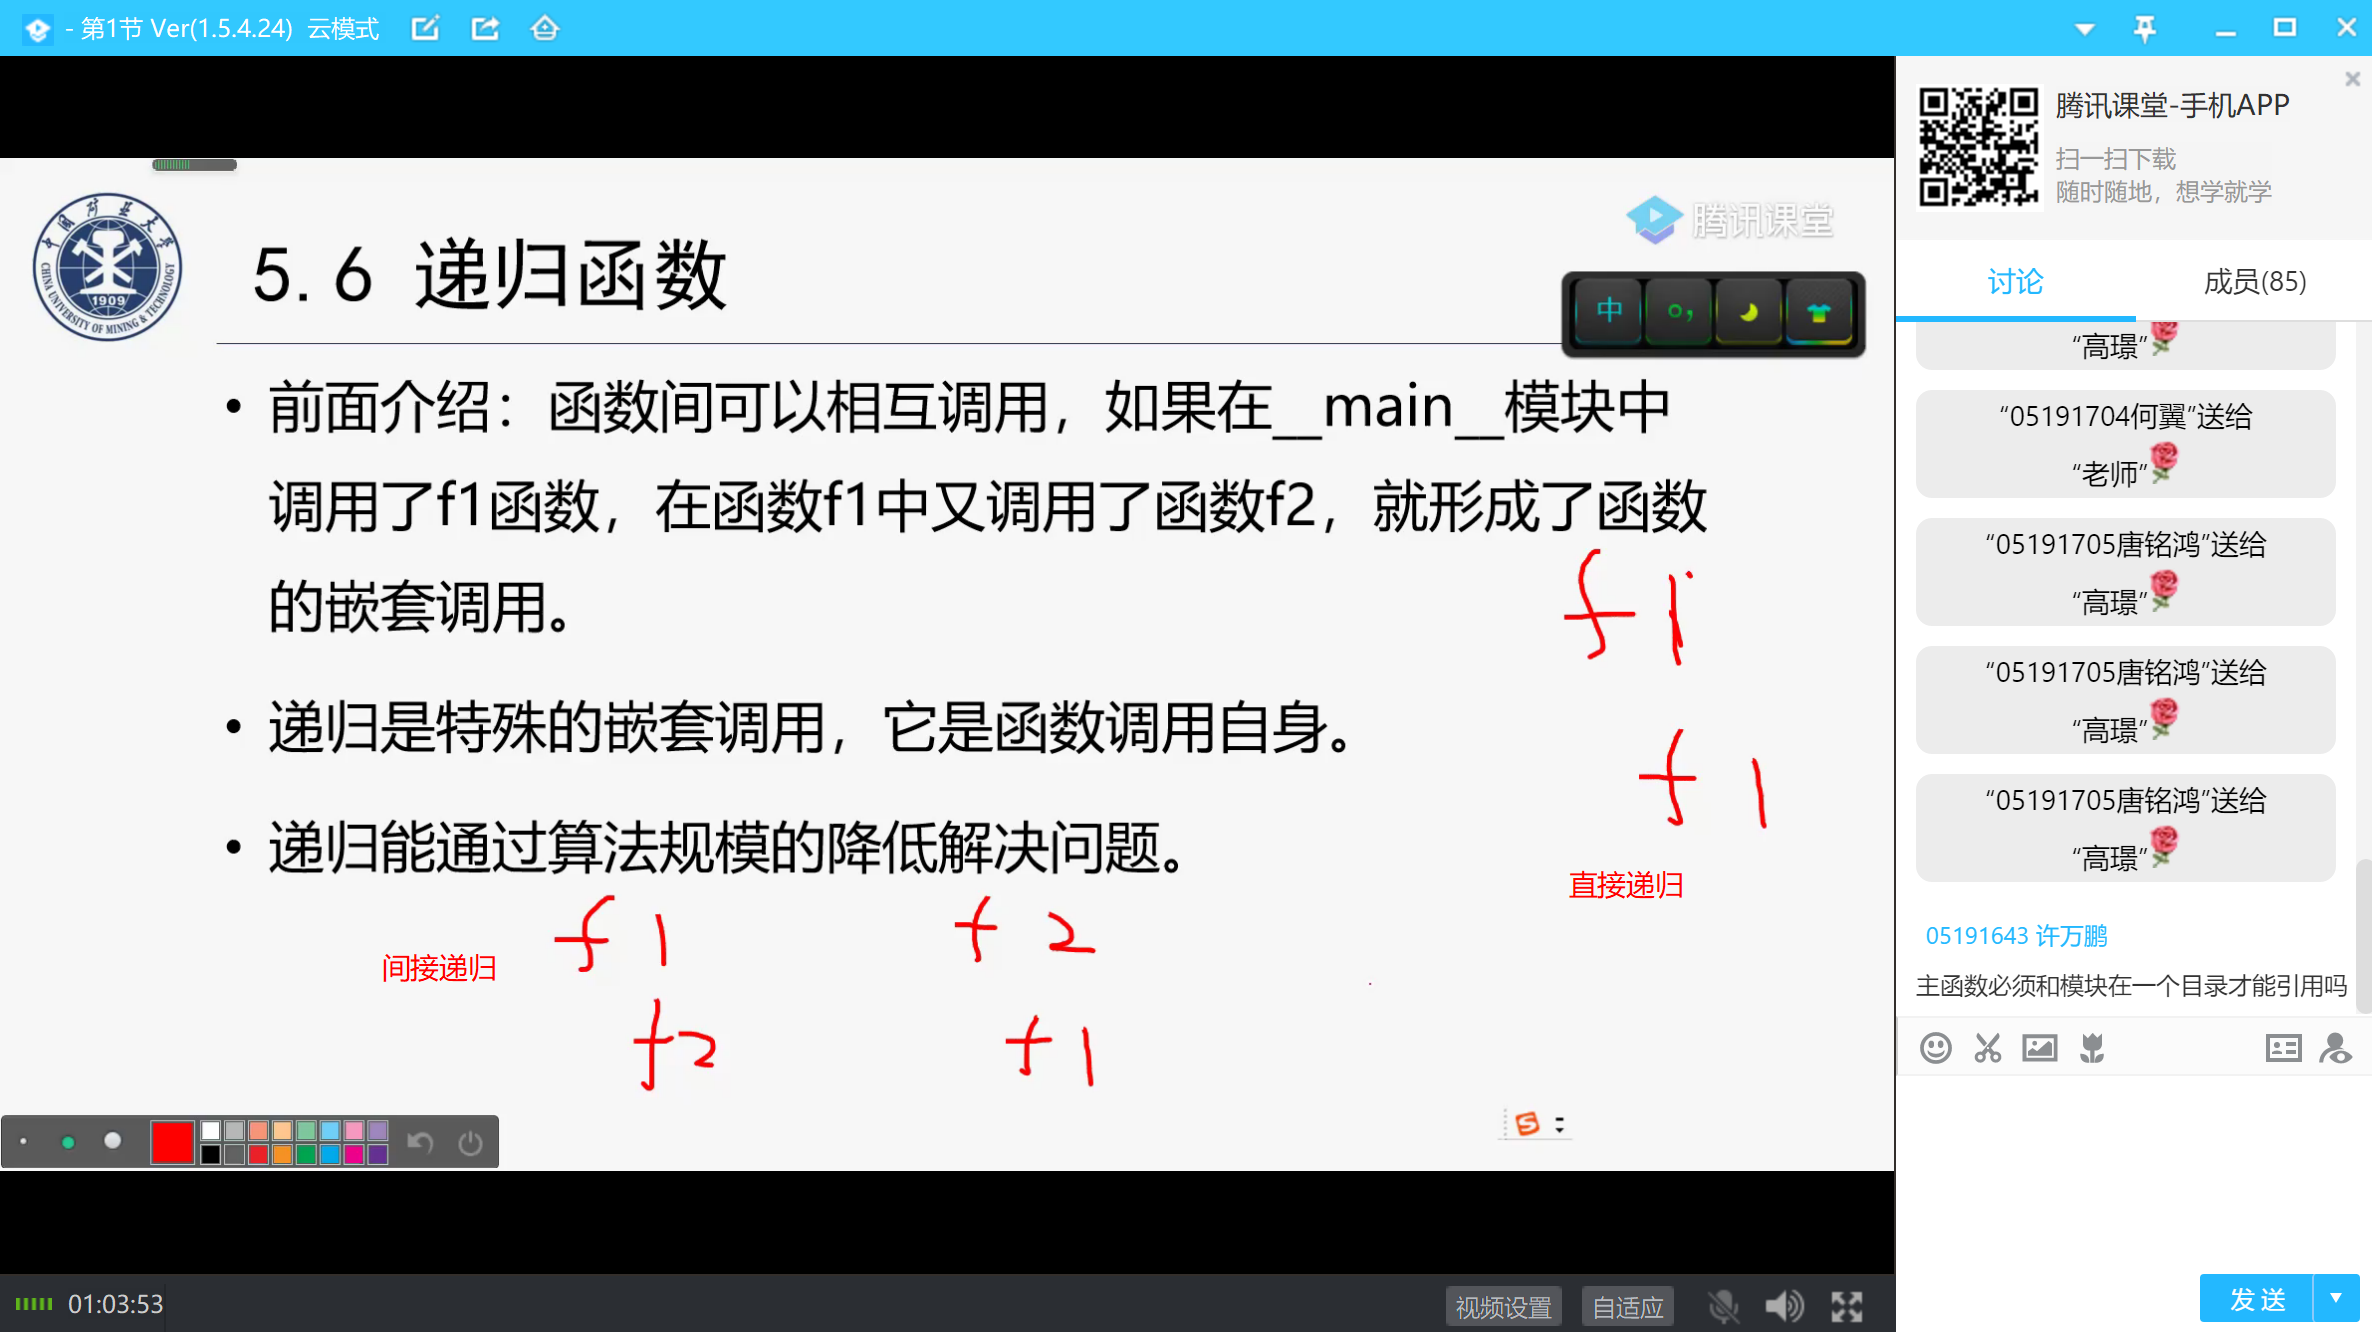 - 第1节 Ver(1.5.4.24) 云模式
中国矿业大学
CHINA UNIVERSITY OF MINING & TECHNOLOGY
1909
5.6 递归函数
腾讯课堂
中
• 前面介绍：函数间可以相互调用，如果在__main__模块中
调用了f1函数，在函数f1中又调用了函数f2，就形成了函数
的嵌套调用。
f1
• 递归是特殊的嵌套调用，它是函数调用自身。
f1
• 递归能通过算法规模的降低解决问题。
直接递归
f1 f2
间接递归
f2 f1
01:03:53
视频设置
自适应
腾讯课堂-手机APP
扫一扫下载
随时随地，想学就学
讨论
成员(85)
“高璟”
“05191704何翼”送给
“老师”
“05191705唐铭鸿”送给
“高璟”
“05191705唐铭鸿”送给
“高璟”
“05191705唐铭鸿”送给
“高璟”
05191643 许万鹏
主函数必须和模块在一个目录才能引用吗
发送